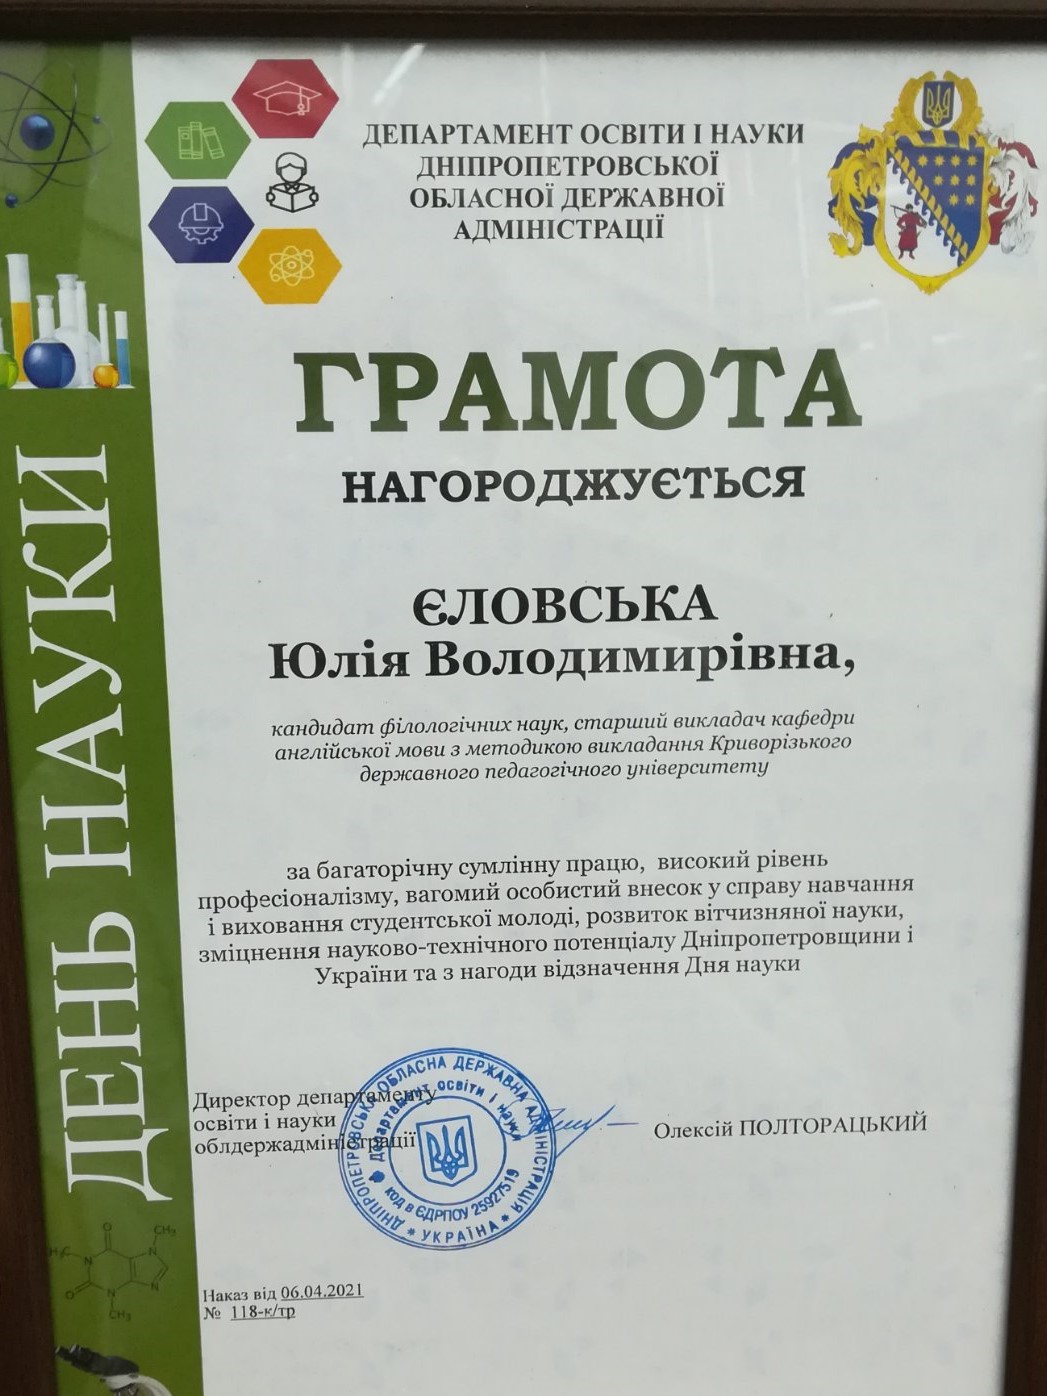 ДЕПАРТАМЕНТ ОСВІТИ І НАУКИ
ДНІПРОПЕТРОВСЬКОЇ
ОБЛАСНОЇ ДЕРЖАВНОЇ
АДМІНІСТРАЦІЇ
ГРАМОТА
НАГОРОДЖУЄТЬСЯ
ЄЛОВСЬКА
Юлія Володимирівна,
кандидат філологічних наук, старший викладач кафедри
англійської мови з методикою викладання Криворізького
державного педагогічного університету
за багаторічну сумлінну працю, високий рівень
професіоналізму, вагомий особистий внесок у справу навчання
і виховання студентської молоді, розвиток вітчизняної науки,
зміцнення науково-технічного потенціалу Дніпропетровщини і
України та з нагоди відзначення Дня науки
Директор департаменту
освіти і науки
облдержадміністрації
Олексій ПОЛТОРАЦЬКИЙ
ДНІПРОПЕТРОВСЬКА ОБЛАСНА ДЕРЖАВНА АДМІНІСТРАЦІЯ
* УКРАЇНА *
департамент освіти і науки
код в ЄДРПОУ 25927519
Наказ від 06.04.2021
№ 118-к/тр
ДЕНЬ НАУКИ
O
CH₃
H₃C
N
N
O
N
N
CH₃